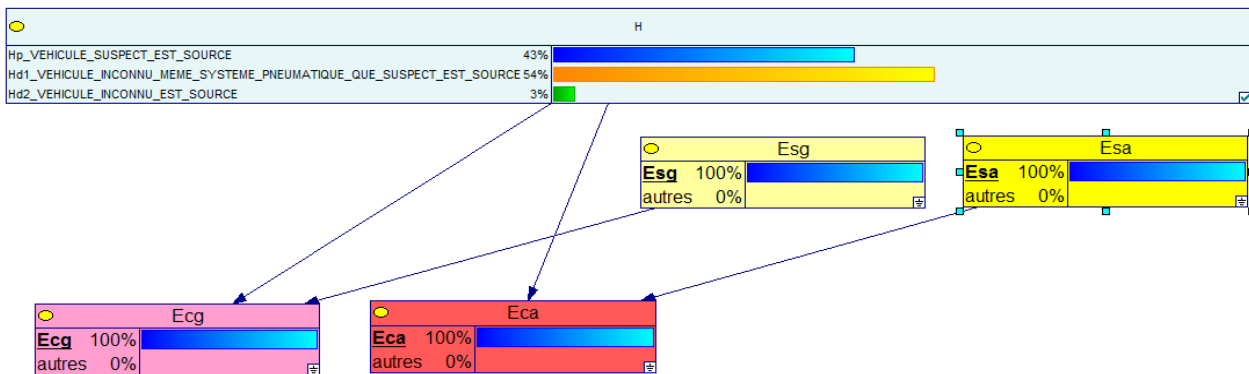 H
Hp_VEHICULE_SUSPECT_EST_SOURCE 43%
Hd1_VEHICULE_INCONNU_MEME_SYSTEME_PNEUMATIQUE_QUE_SUSPECT_EST_SOURCE 54%
Hd2_VEHICULE_INCONNU_EST_SOURCE 3%
Esg
Esg 100%
autres 0%
Esa
Esa 100%
autres 0%
Ecg
Ecg 100%
autres 0%
Eca
Eca 100%
autres 0%